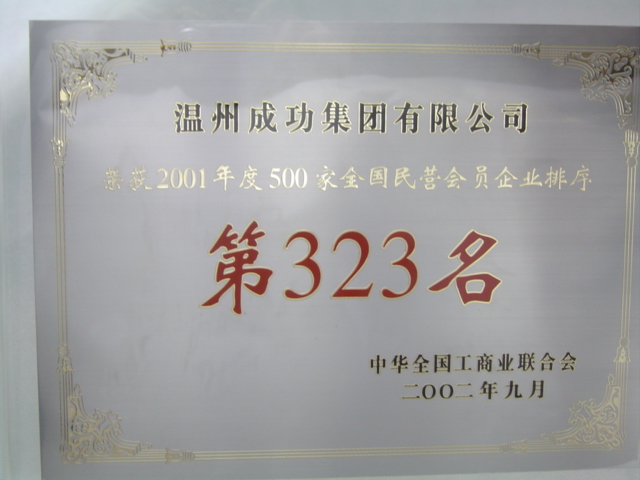 温州成功集团有限公司
荣获2001年度500家全国民营会员企业排序
第323名
中华全国工商业联合会
二〇〇二年九月